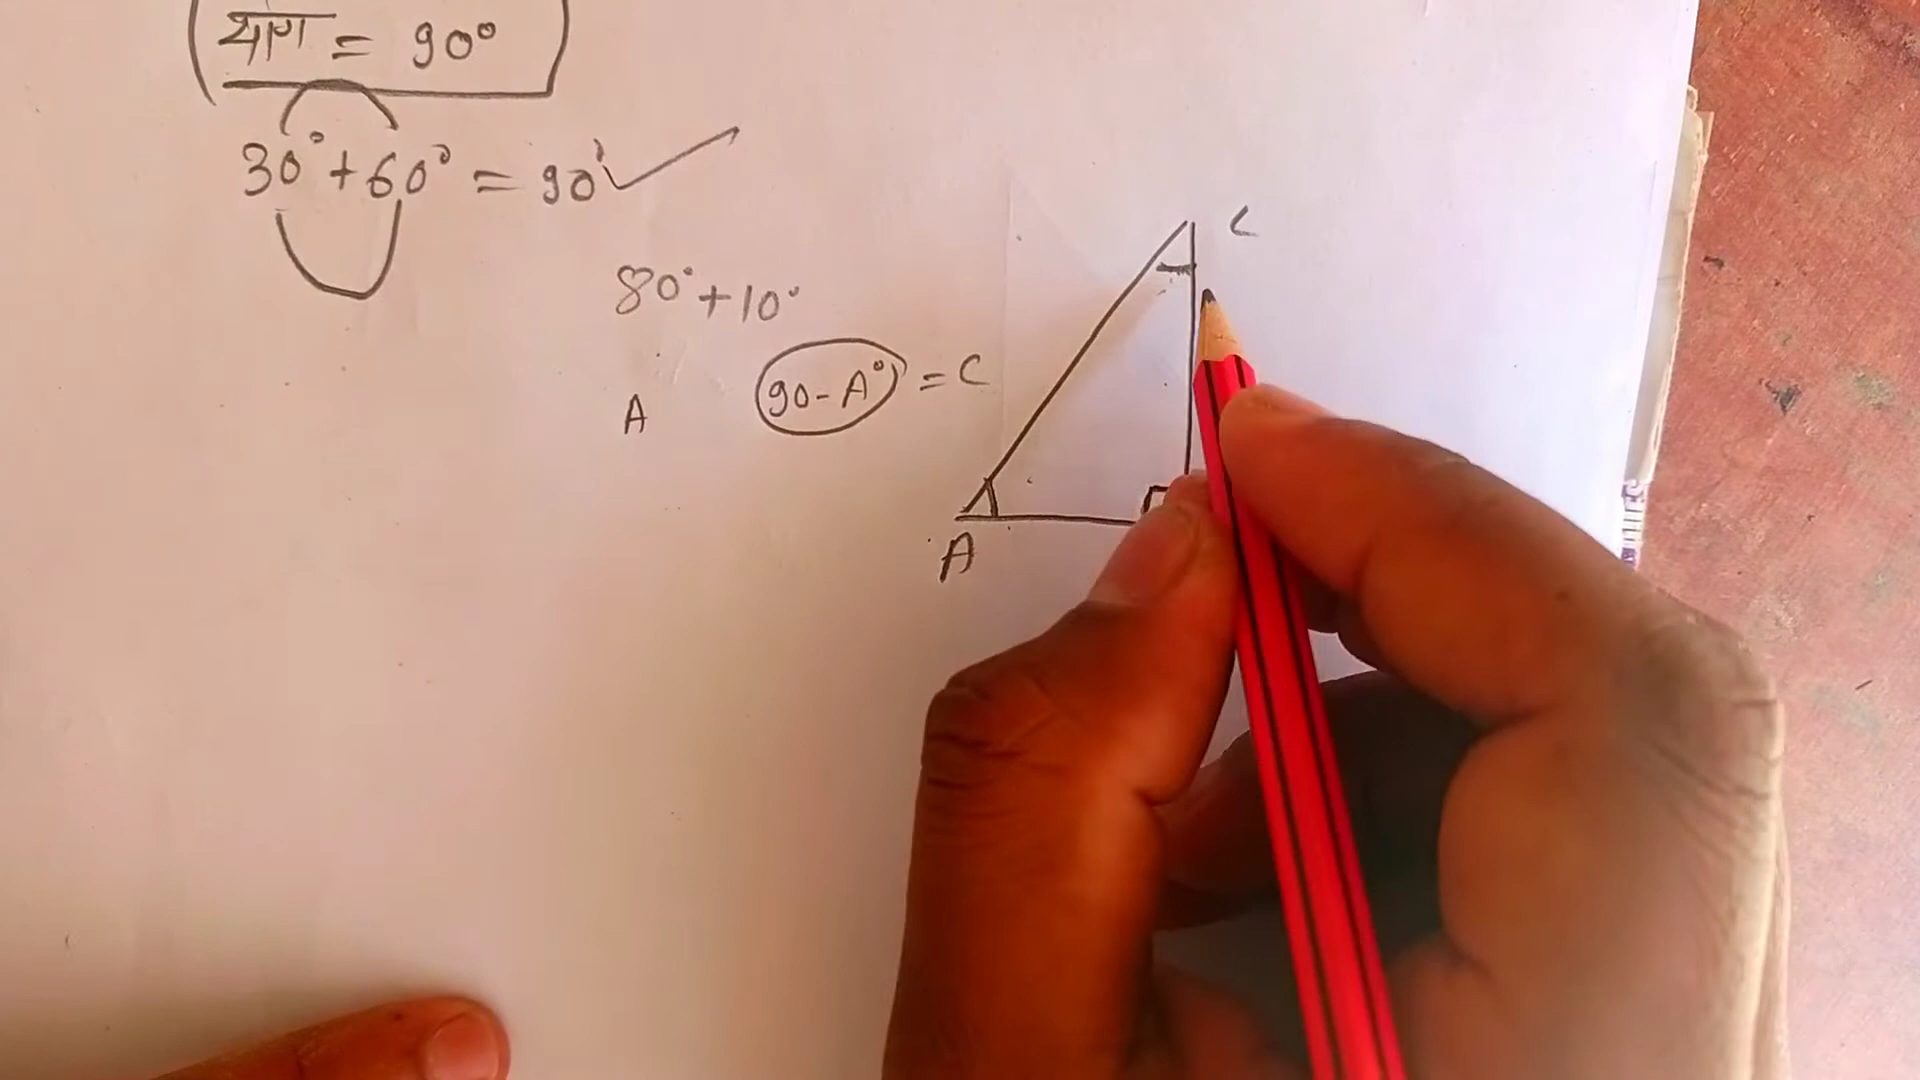 योग = 90°
30° + 60° = 90°
80° + 10°
A 90 - A° = C
C
A